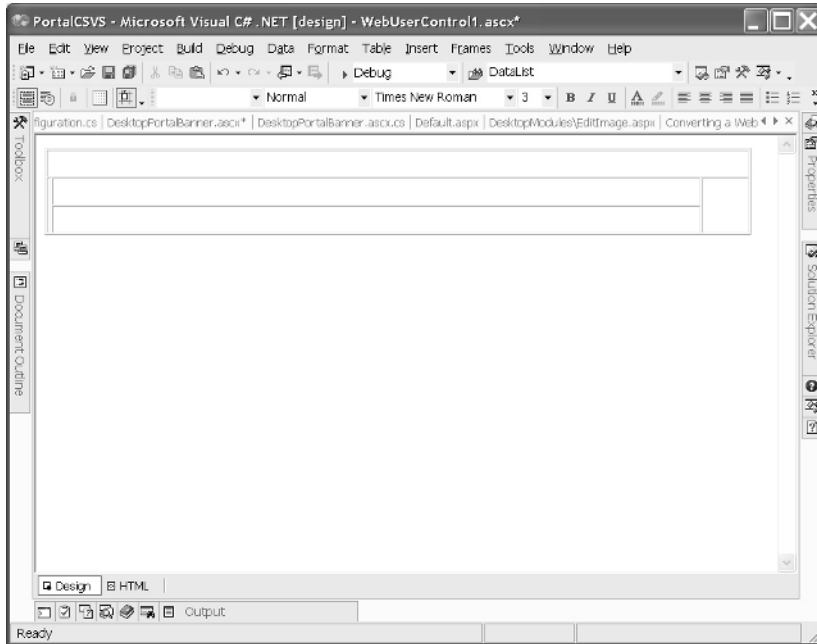 PortalCSVS - Microsoft Visual C# .NET [design] - WebUserControl1.ascx*
File Edit View Project Build Debug Data Format Table Insert Frames Tools Window Help
Debug DataList
Normal Times New Roman 3 B I U A
figuration.cs | DesktopPortalBanner.ascx* | DesktopPortalBanner.ascx.cs | Default.aspx | DesktopModules\EditImage.aspx | Converting a Web
Toolbox
Document Outline
Properties
Solution Explorer
Design HTML
Output
Ready